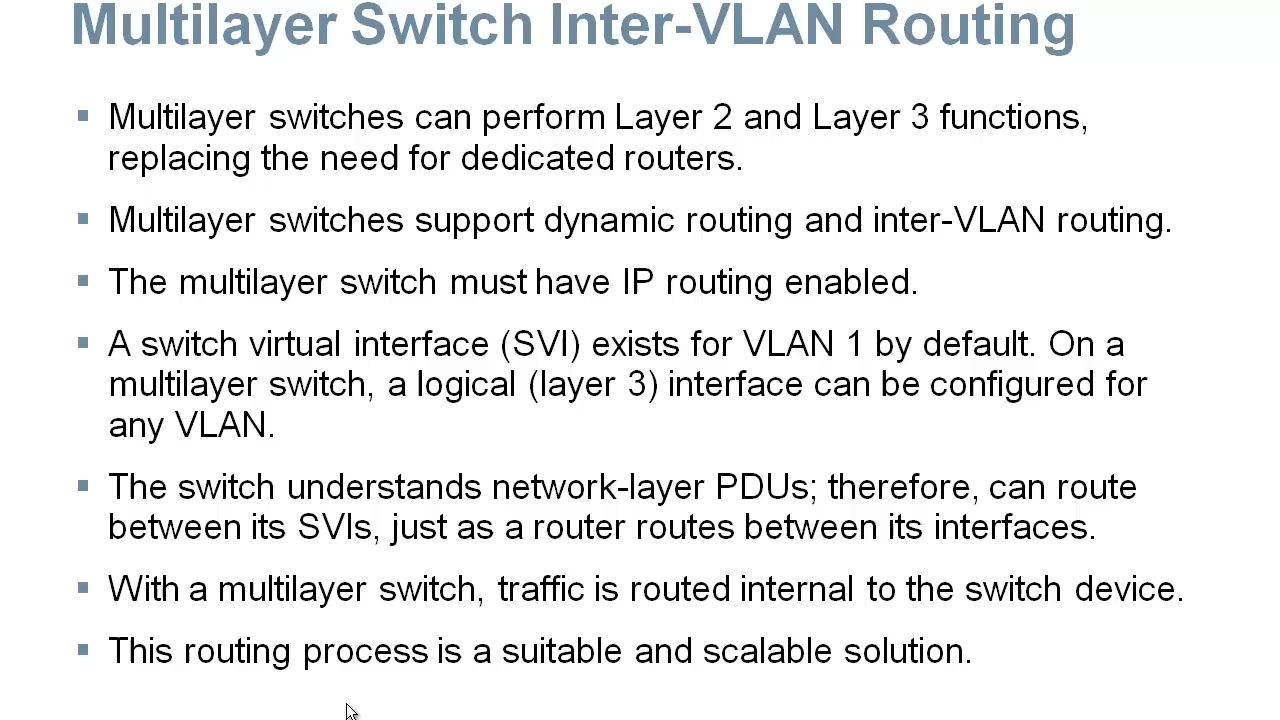 Multilayer Switch Inter-VLAN Routing
Multilayer switches can perform Layer 2 and Layer 3 functions,
replacing the need for dedicated routers.
Multilayer switches support dynamic routing and inter-VLAN routing.
The multilayer switch must have IP routing enabled.
A switch virtual interface (SVI) exists for VLAN 1 by default. On a
multilayer switch, a logical (layer 3) interface can be configured for
any VLAN.
The switch understands network-layer PDUs; therefore, can route
between its SVIs, just as a router routes between its interfaces.
With a multilayer switch, traffic is routed internal to the switch device.
This routing process is a suitable and scalable solution.